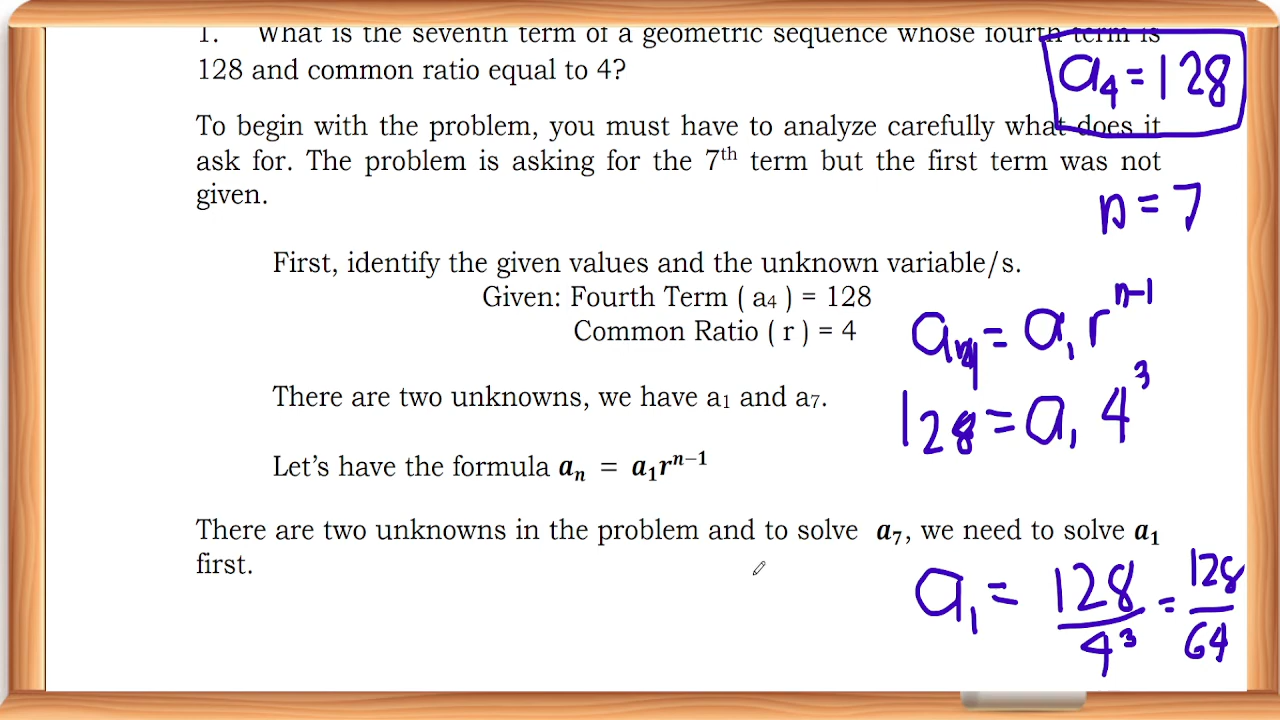 1. What is the seventh term of a geometric sequence whose fourth term is
128 and common ratio equal to 4?
a₄ = 128
To begin with the problem, you must have to analyze carefully what does it
ask for. The problem is asking for the 7ᵗʰ term but the first term was not
given.
n = 7
First, identify the given values and the unknown variable/s.
Given: Fourth Term ( a₄ ) = 128
Common Ratio ( r ) = 4
a₄ = a₁ rⁿ⁻¹
There are two unknowns, we have a₁ and a₇.
128 = a₁ 4³
Let's have the formula aₙ = a₁rⁿ⁻¹
There are two unknowns in the problem and to solve a₇, we need to solve a₁
first.
a₁ = 128/4³ = 128/64